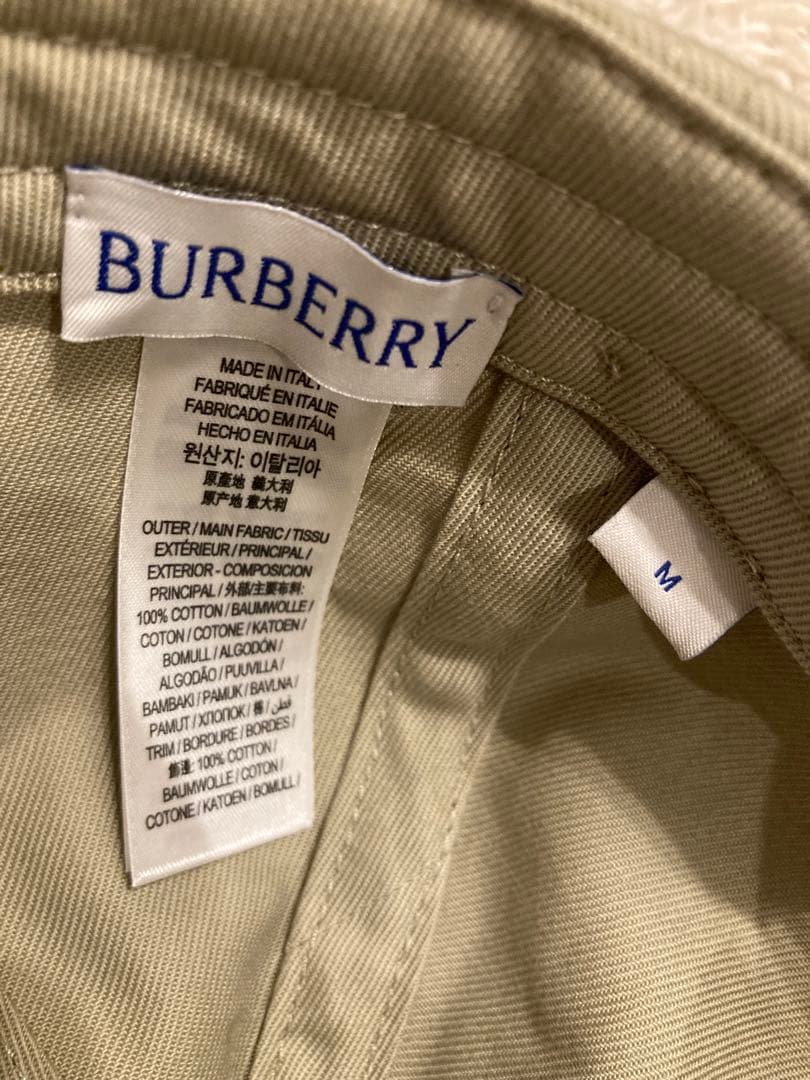 BURBERRY
MADE IN ITALY
FABRIQUÉ EN ITALIE
FABRICADO EM ITÁLIA
HECHO EN ITALIA
원산지: 이탈리아
原產地 義大利
原产地 意大利
OUTER / MAIN FABRIC / TISSU
EXTÉRIEUR / PRINCIPAL /
EXTERIOR - COMPOSICION
PRINCIPAL / 外部/主要布料:
100% COTTON / BAUMWOLLE /
COTON / COTONE / KATOEN /
BOMULL / ALGODÓN /
ALGODÃO / PUUVILLA /
BAMBAKI / PAMUK / BAVLNA /
PAMUT / ХЛОПОК / 棉 / قطن /
TRIM / BORDURE / BORDES /
飾邊: 100% COTTON /
BAUMWOLLE / COTON /
COTONE / KATOEN / BOMULL /
M